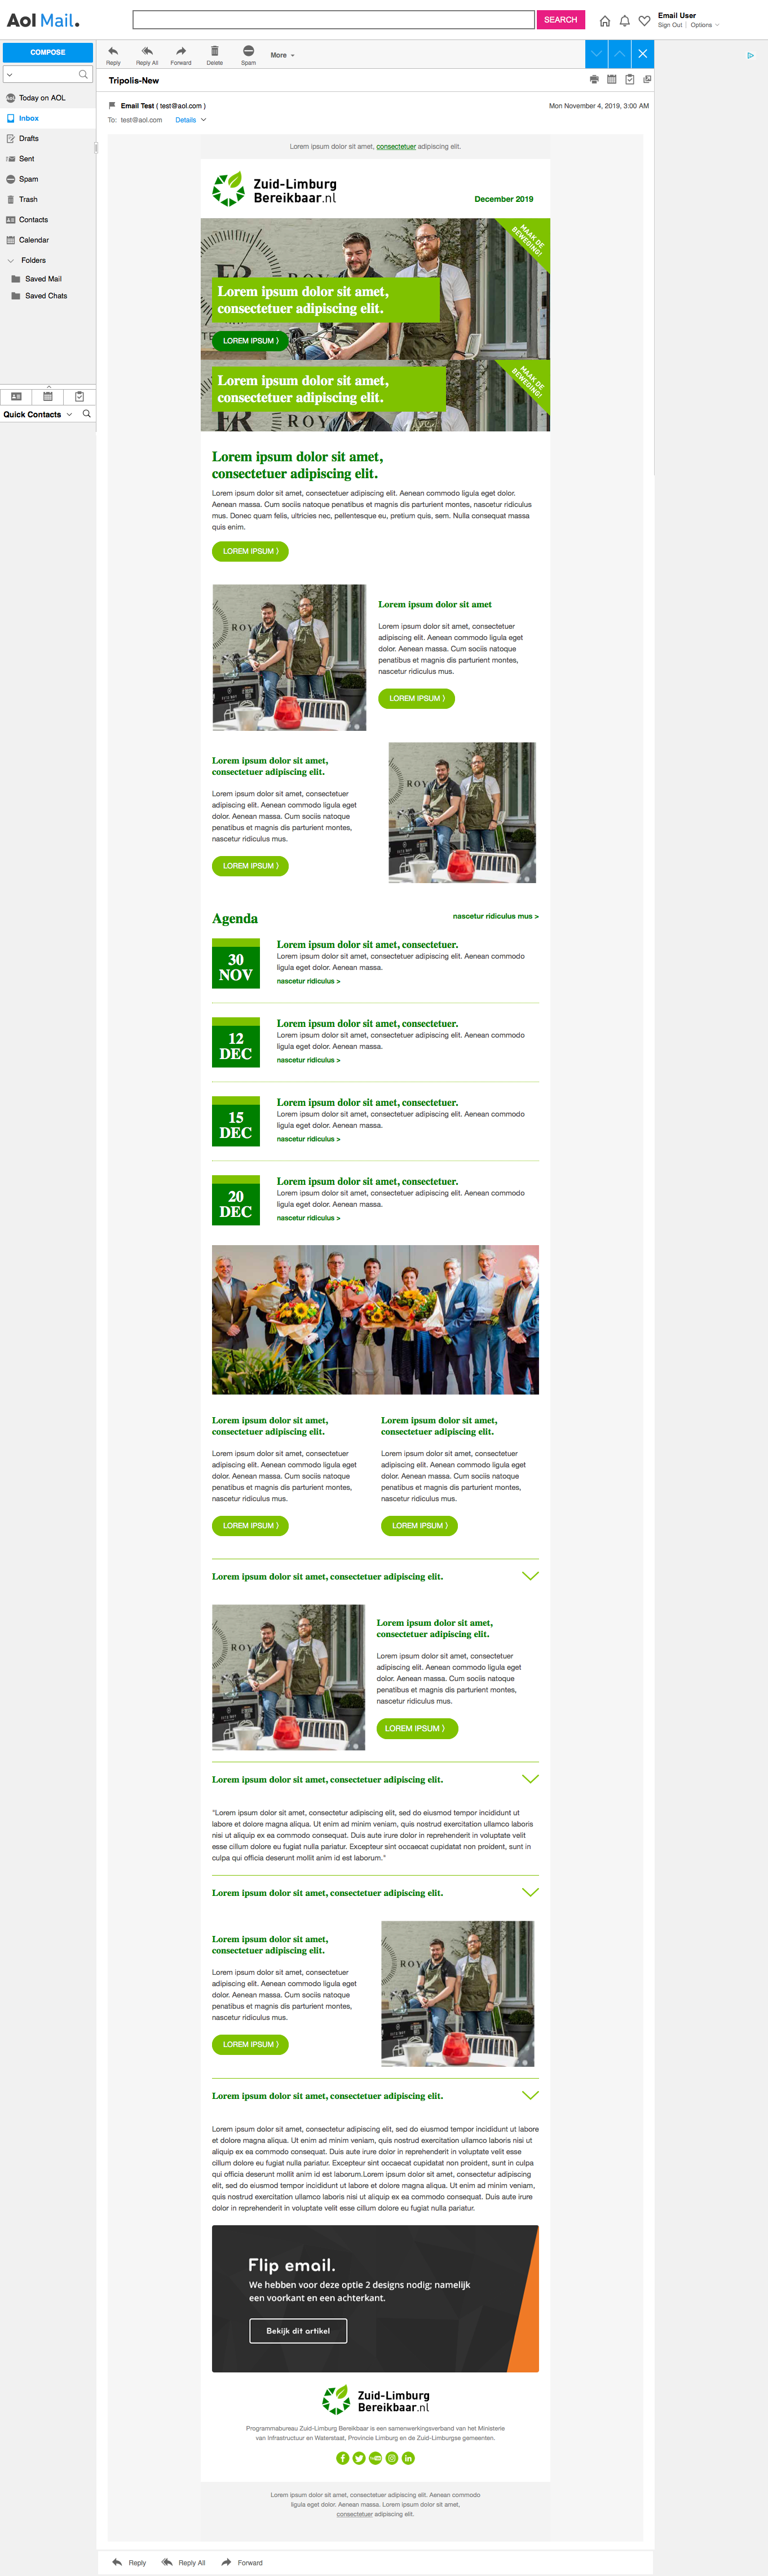 Aol Mail.
SEARCH
Email User
Sign Out | Options
COMPOSE
Today on AOL
Inbox
Drafts
Sent
Spam
Trash
Contacts
Calendar
Folders
Saved Mail
Saved Chats
Quick Contacts
Reply
Reply All
Forward
Delete
Spam
More
Tripolis-New
Email Test ( test@aol.com )
Mon November 4, 2019, 3:00 AM
To: test@aol.com Details
Lorem ipsum dolor sit amet, consectetuer adipiscing elit.
Zuid-Limburg
Bereikbaar.nl
December 2019
MAAK DE
BEWEGING!
Lorem ipsum dolor sit amet,
consectetuer adipiscing elit.
LOREM IPSUM ⟩
MAAK DE
BEWEGING!
Lorem ipsum dolor sit amet,
consectetuer adipiscing elit.
Lorem ipsum dolor sit amet,
consectetuer adipiscing elit.
Lorem ipsum dolor sit amet, consectetuer adipiscing elit. Aenean commodo ligula eget dolor.
Aenean massa. Cum sociis natoque penatibus et magnis dis parturient montes, nascetur ridiculus
mus. Donec quam felis, ultricies nec, pellentesque eu, pretium quis, sem. Nulla consequat massa
quis enim.
LOREM IPSUM ⟩
ROY
Lorem ipsum dolor sit amet
Lorem ipsum dolor sit amet, consectetuer
adipiscing elit. Aenean commodo ligula eget
dolor. Aenean massa. Cum sociis natoque
penatibus et magnis dis parturient montes,
nascetur ridiculus mus.
LOREM IPSUM ⟩
Lorem ipsum dolor sit amet,
consectetuer adipiscing elit.
Lorem ipsum dolor sit amet, consectetuer
adipiscing elit. Aenean commodo ligula eget
dolor. Aenean massa. Cum sociis natoque
penatibus et magnis dis parturient montes,
nascetur ridiculus mus.
LOREM IPSUM ⟩
ROY
Agenda
nascetur ridiculus mus >
30
NOV
Lorem ipsum dolor sit amet, consectetuer.
Lorem ipsum dolor sit amet, consectetuer adipiscing elit. Aenean commodo
ligula eget dolor. Aenean massa.
nascetur ridiculus >
12
DEC
Lorem ipsum dolor sit amet, consectetuer.
Lorem ipsum dolor sit amet, consectetuer adipiscing elit. Aenean commodo
ligula eget dolor. Aenean massa.
nascetur ridiculus >
15
DEC
Lorem ipsum dolor sit amet, consectetuer.
Lorem ipsum dolor sit amet, consectetuer adipiscing elit. Aenean commodo
ligula eget dolor. Aenean massa.
nascetur ridiculus >
20
DEC
Lorem ipsum dolor sit amet, consectetuer.
Lorem ipsum dolor sit amet, consectetuer adipiscing elit. Aenean commodo
ligula eget dolor. Aenean massa.
nascetur ridiculus >
Lorem ipsum dolor sit amet,
consectetuer adipiscing elit.
Lorem ipsum dolor sit amet, consectetuer
adipiscing elit. Aenean commodo ligula eget
dolor. Aenean massa. Cum sociis natoque
penatibus et magnis dis parturient montes,
nascetur ridiculus mus.
LOREM IPSUM ⟩
Lorem ipsum dolor sit amet,
consectetuer adipiscing elit.
Lorem ipsum dolor sit amet, consectetuer
adipiscing elit. Aenean commodo ligula eget
dolor. Aenean massa. Cum sociis natoque
penatibus et magnis dis parturient montes,
nascetur ridiculus mus.
LOREM IPSUM ⟩
Lorem ipsum dolor sit amet, consectetuer adipiscing elit.
ROY
Lorem ipsum dolor sit amet,
consectetuer adipiscing elit.
Lorem ipsum dolor sit amet, consectetuer
adipiscing elit. Aenean commodo ligula eget
dolor. Aenean massa. Cum sociis natoque
penatibus et magnis dis parturient montes,
nascetur ridiculus mus.
LOREM IPSUM ⟩
Lorem ipsum dolor sit amet, consectetuer adipiscing elit.
"Lorem ipsum dolor sit amet, consectetur adipiscing elit, sed do eiusmod tempor incididunt ut
labore et dolore magna aliqua. Ut enim ad minim veniam, quis nostrud exercitation ullamco laboris
nisi ut aliquip ex ea commodo consequat. Duis aute irure dolor in reprehenderit in voluptate velit
esse cillum dolore eu fugiat nulla pariatur. Excepteur sint occaecat cupidatat non proident, sunt in
culpa qui officia deserunt mollit anim id est laborum."
Lorem ipsum dolor sit amet, consectetuer adipiscing elit.
Lorem ipsum dolor sit amet,
consectetuer adipiscing elit.
Lorem ipsum dolor sit amet, consectetuer
adipiscing elit. Aenean commodo ligula eget
dolor. Aenean massa. Cum sociis natoque
penatibus et magnis dis parturient montes,
nascetur ridiculus mus.
LOREM IPSUM ⟩
ROY
Lorem ipsum dolor sit amet, consectetuer adipiscing elit.
Lorem ipsum dolor sit amet, consectetur adipiscing elit, sed do eiusmod tempor incididunt ut labore
et dolore magna aliqua. Ut enim ad minim veniam, quis nostrud exercitation ullamco laboris nisi ut
aliquip ex ea commodo consequat. Duis aute irure dolor in reprehenderit in voluptate velit esse
cillum dolore eu fugiat nulla pariatur. Excepteur sint occaecat cupidatat non proident, sunt in culpa
qui officia deserunt mollit anim id est laborum.Lorem ipsum dolor sit amet, consectetur adipiscing
elit, sed do eiusmod tempor incididunt ut labore et dolore magna aliqua. Ut enim ad minim veniam,
quis nostrud exercitation ullamco laboris nisi ut aliquip ex ea commodo consequat. Duis aute irure
dolor in reprehenderit in voluptate velit esse cillum dolore eu fugiat nulla pariatur.
Flip email.
We hebben voor deze optie 2 designs nodig; namelijk
een voorkant en een achterkant.
Bekijk dit artikel
Zuid-Limburg
Bereikbaar.nl
Programmabureau Zuid-Limburg Bereikbaar is een samenwerkingsverband van het Ministerie
van Infrastructuur en Waterstaat, Provincie Limburg en de Zuid-Limburgse gemeenten.
Lorem ipsum dolor sit amet, consectetuer adipiscing elit. Aenean commodo
ligula eget dolor. Aenean massa. Lorem ipsum dolor sit amet,
consectetuer adipiscing elit.
Reply
Reply All
Forward